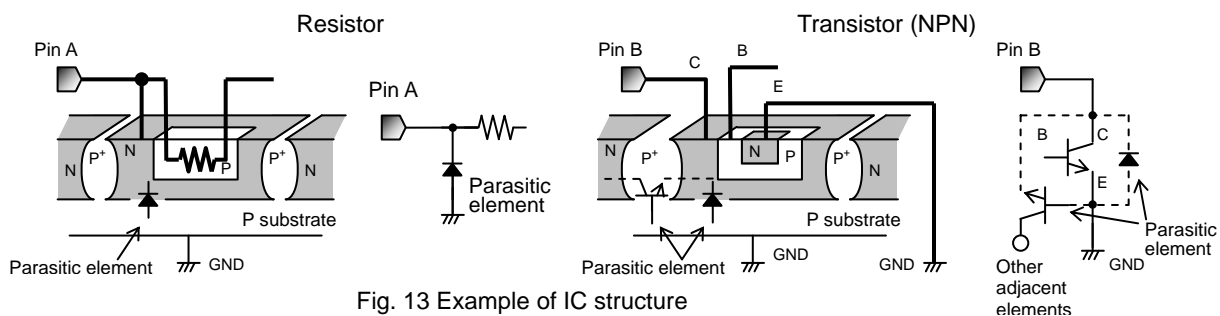 Resistor
Transistor (NPN)
Pin A
Pin B
B
C
E
Pin B
Pin A
N
P+
N
P
P+
N
N
P+
N
P
P+
N
B
C
E
Parasitic
element
P substrate
P substrate
Parasitic element
GND
Parasitic element
GND
GND
Parasitic
element
Other
adjacent
elements
Fig. 13 Example of IC structure